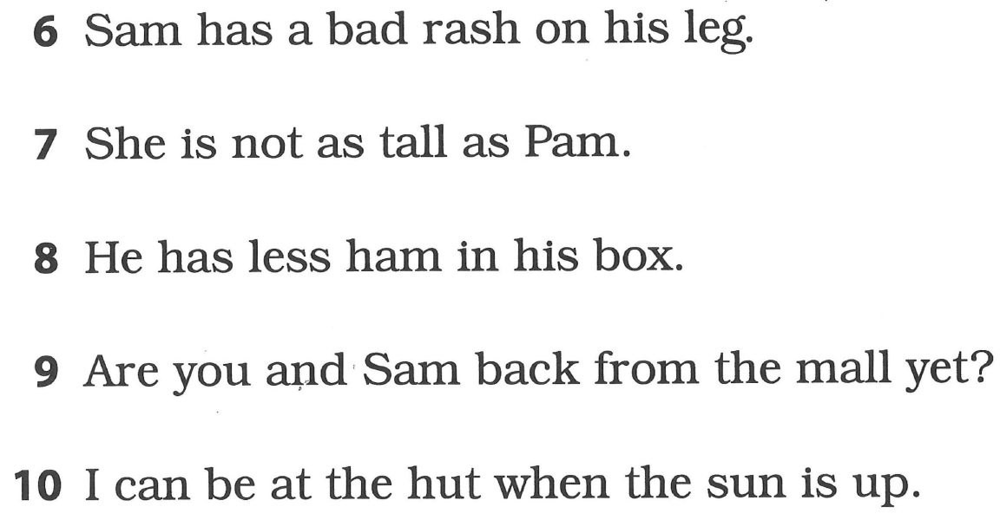 6 Sam has a bad rash on his leg.
7 She is not as tall as Pam.
8 He has less ham in his box.
9 Are you and Sam back from the mall yet?
10 I can be at the hut when the sun is up.